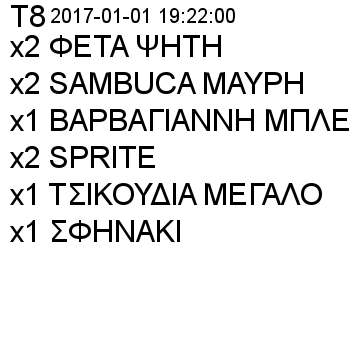 T8 2017-01-01 19:22:00
x2 ΦΕΤΑ ΨΗΤΗ
x2 SAMBUCA ΜΑΥΡΗ
x1 ΒΑΡΒΑΓΙΑΝΝΗ ΜΠΛΕ
x2 SPRITE
x1 ΤΣΙΚΟΥΔΙΑ ΜΕΓΑΛΟ
x1 ΣΦΗΝΑΚΙ